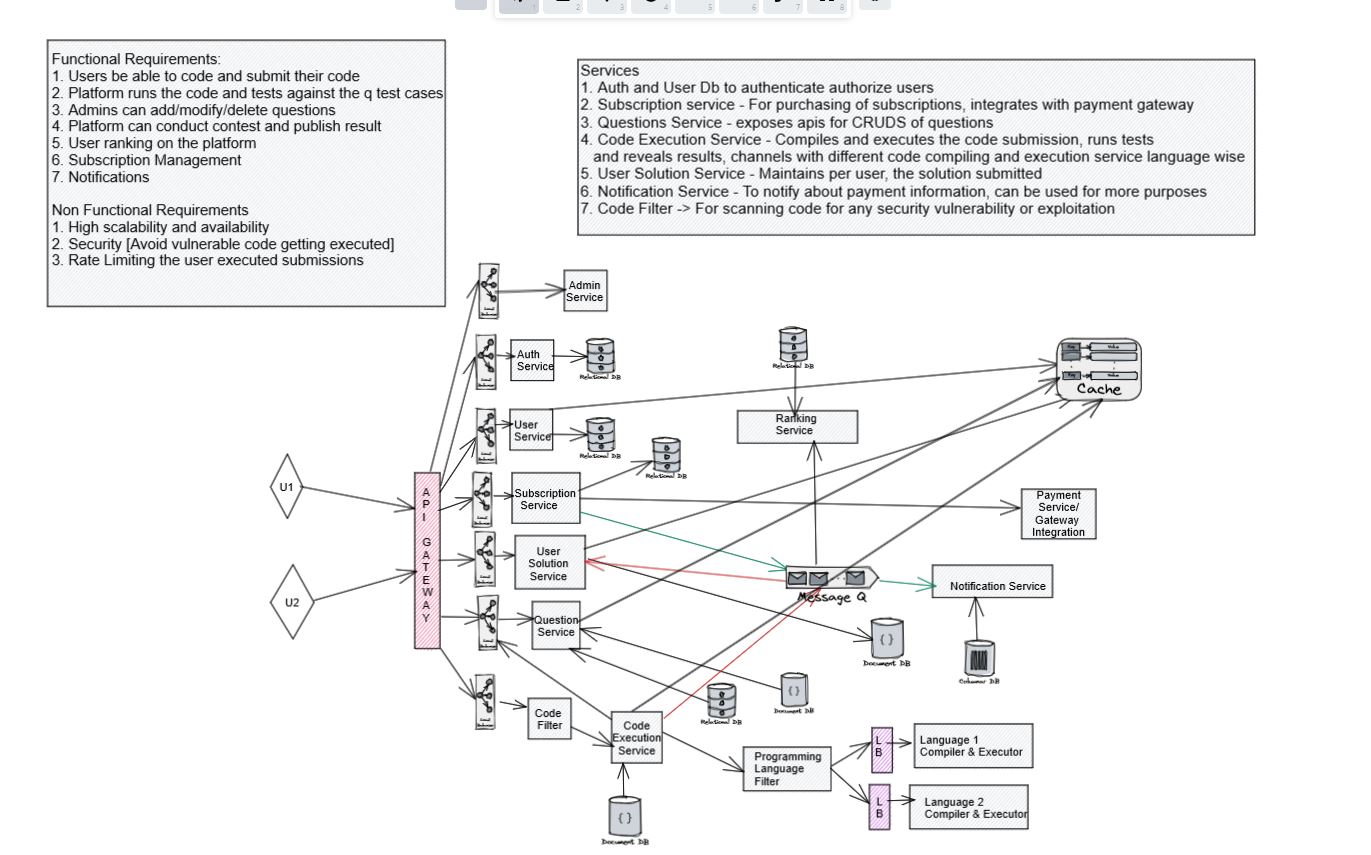 Functional Requirements:
1. Users be able to code and submit their code
2. Platform runs the code and tests against the q test cases
3. Admins can add/modify/delete questions
4. Platform can conduct contest and publish result
5. User ranking on the platform
6. Subscription Management
7. Notifications
Non Functional Requirements
1. High scalability and availability
2. Security [Avoid vulnerable code getting executed]
3. Rate Limiting the user executed submissions
Services
1. Auth and User Db to authenticate authorize users
2. Subscription service - For purchasing of subscriptions, integrates with payment gateway
3. Questions Service - exposes apis for CRUDS of questions
4. Code Execution Service - Compiles and executes the code submission, runs tests
and reveals results, channels with different code compiling and execution service language wise
5. User Solution Service - Maintains per user, the solution submitted
6. Notification Service - To notify about payment information, can be used for more purposes
7. Code Filter -> For scanning code for any security vulnerability or exploitation
Admin
Service
Auth
Service
Relational DB
Relational DB
Key
Value
Key
Value
Cache
User
Service
Relational DB
Ranking
Service
Relational DB
U1
API GATEWAY
Subscription
Service
Payment
Service/
Gateway
Integration
User
Solution
Service
Message Q
Notification Service
U2
Question
Service
Document DB
Columnar DB
Code
Filter
Relational DB
Document DB
Code
Execution
Service
Programming
Language
Filter
LB
Language 1
Compiler & Executor
LB
Language 2
Compiler & Executor
Document DB